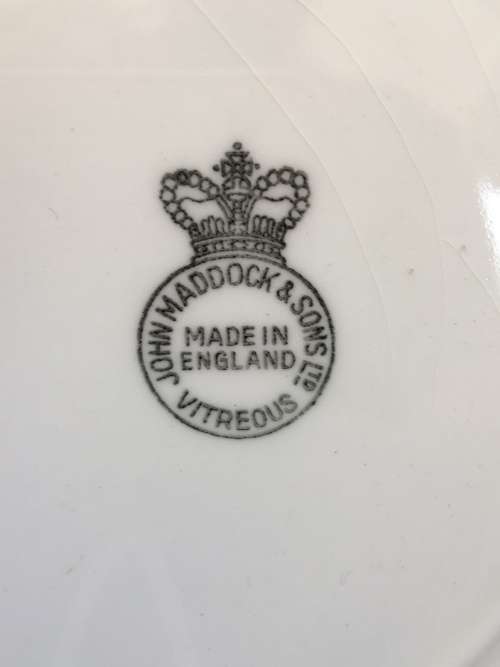 JOHN MADDOCK & SONS LTD
MADE IN
ENGLAND
VITREOUS